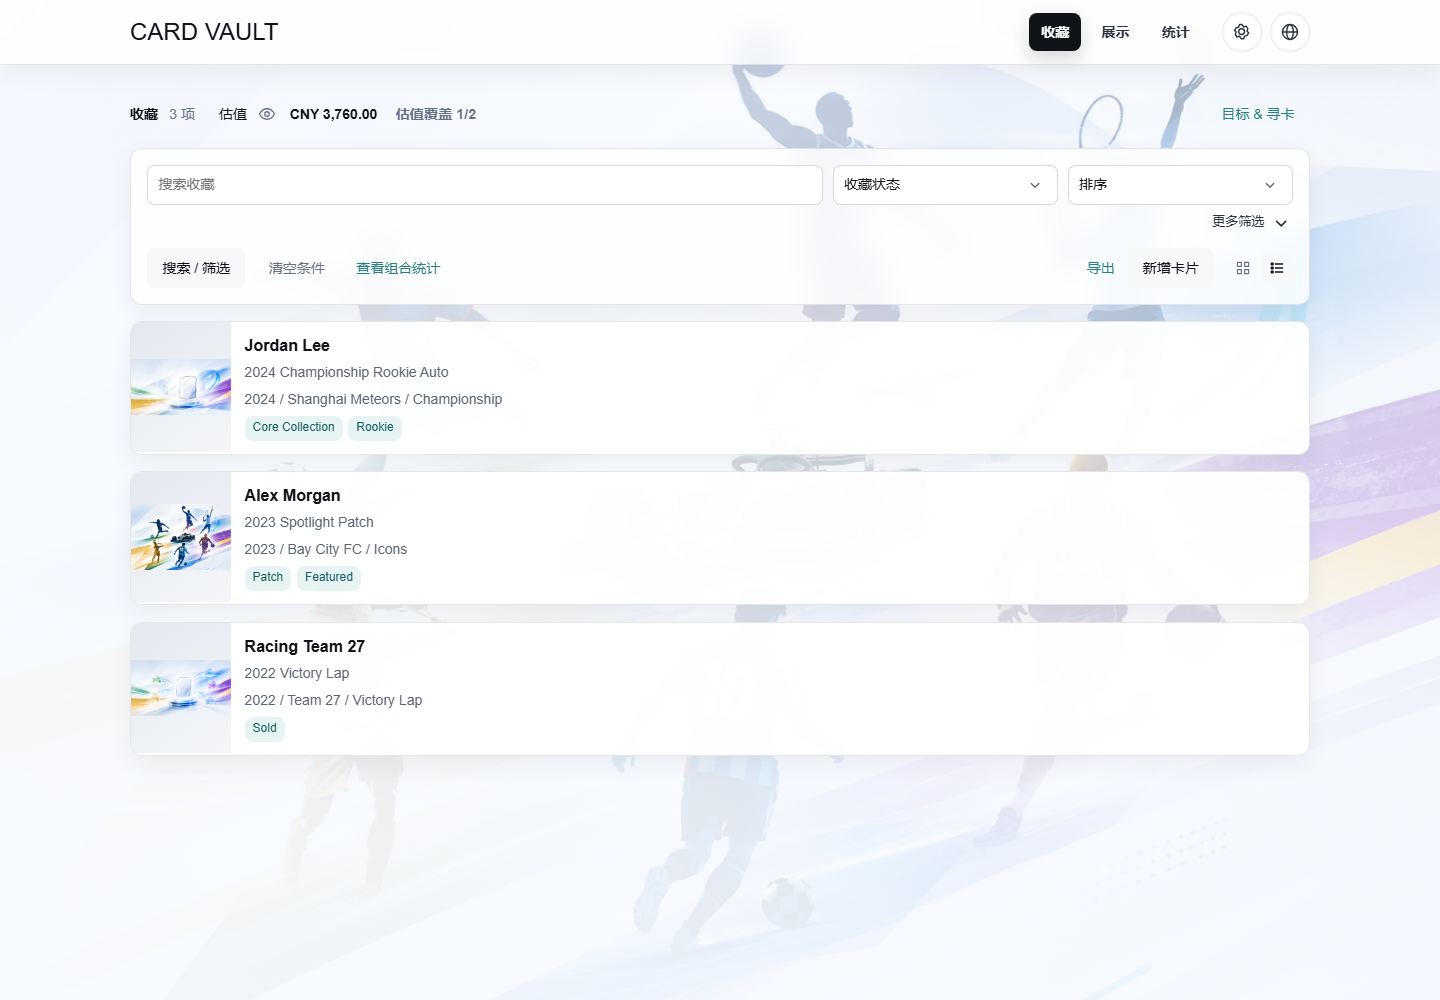 CARD VAULT
收藏 展示 统计
收藏 3 项 估值 CNY 3,760.00 估值覆盖 1/2 目标 & 寻卡
搜索收藏 收藏状态 排序
更多筛选
搜索 / 筛选 清空条件 查看组合统计 导出 新增卡片
Jordan Lee
2024 Championship Rookie Auto
2024 / Shanghai Meteors / Championship
Core Collection Rookie
Alex Morgan
2023 Spotlight Patch
2023 / Bay City FC / Icons
Patch Featured
Racing Team 27
2022 Victory Lap
2022 / Team 27 / Victory Lap
Sold